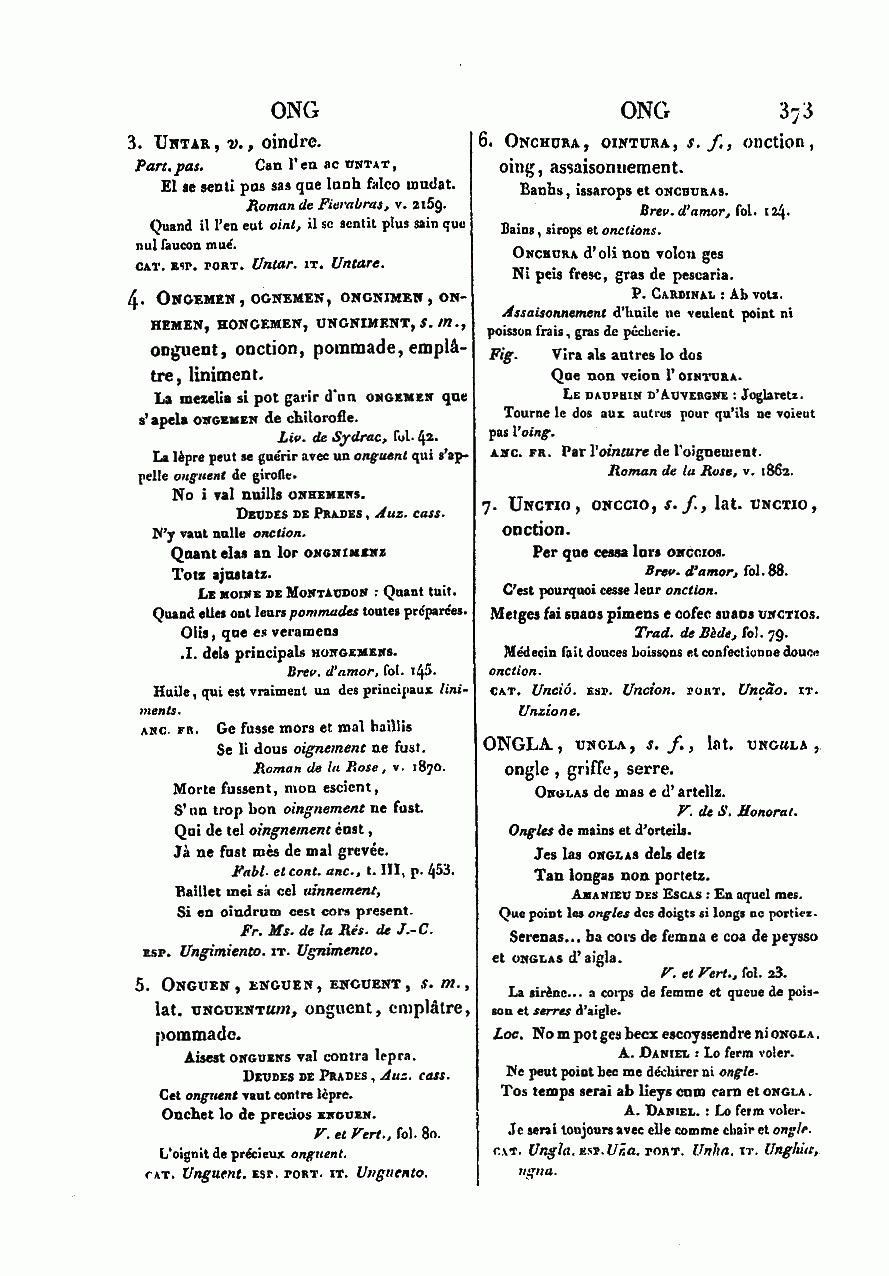 ONG
ONG 373
3. UNTAR, v., oindre.
Part. pas. Can l'en ac UNTAT,
El se senti pus sas que lunh falco mudat.
Roman de Fierabras, v. 2159.
Quand il l'en eut oint, il se sentit plus sain que
nul faucon mué.
CAT. ESP. PORT. Untar. IT. Untare.
4. ONGEMEN, OGNEMEN, ONGNIMEN, ON-
HEMEN, HONGEMEN, UNGNIMENT, s. m.,
onguent, onction, pommade, emplâ-
tre, liniment.
La mezelia si pot garir d'un ONGEMEN que
s'apela ONGEMEN de chilorofle.
Liv. de Sydrac, fol. 42.
La lèpre peut se guérir avec un onguent qui s'ap-
pelle onguent de girofle.
No i val nuills ONHEMENS.
DEUDES DE PRADES, Auz. cass.
N'y vaut nulle onction.
Quant elas an lor ONGNIMENZ
Totz ajustatz.
LE MOINE DE MONTAUDON : Quant tuit.
Quand elles ont leurs pommades toutes préparées.
Olis, que es veramens
.I. dels principals HONGEMENS.
Brev. d'amor, fol. 145.
Huile, qui est vraiment un des principaux lini-
ments.
ANC. FR. Ge fusse mors et mal baillis
Se li dous oignement ne fust.
Roman de la Rose, v. 1870.
Morte fussent, mon escient,
S'un trop bon oingnement ne fust.
Qui de tel oingnement éust,
Jà ne fust mès de mal grevée.
Fabl. et cont. anc., t. III, p. 453.
Baillet mei sà cel uinnement,
Si en oindrum cest cors present.
Fr. Ms. de la Rés. de J.-C.
ESP. Ungimiento. IT. Ugnimento.
5. ONGUEN, ENGUEN, ENGUENT, s. m.,
lat. UNGUENTum, onguent, emplâtre,
pommade.
Aisest ONGUENS val contra lepra.
DEUDES DE PRADES, Auz. cass.
Cet onguent vaut contre lèpre.
Onchet lo de precios ENGUEN.
V. et Vert., fol. 80.
L'oignit de précieux onguent.
CAT. Unguent. ESP. PORT. IT. Unguento.
6. ONCHURA, OINTURA, s. f., onction,
oing, assaisonnement.
Banhs, issarops et ONCHURAS.
Brev. d'amor, fol. 124.
Bains, sirops et onctions.
ONCHURA d'oli non volon ges
Ni peis fresc, gras de pescaria.
P. CARDINAL : Ab votz.
Assaisonnement d'huile ne veulent point ni
poisson frais, gras de pécherie.
Fig. Vira als autres lo dos
Que non veion l'OINTURA.
LE DAUPHIN D'AUVERGNE : Joglaretz.
Tourne le dos aux autres pour qu'ils ne voient
pas l'oing.
ANC. FR. Par l'ointure de l'oignement.
Roman de la Rose, v. 1862.
7. UNCTIO, ONCCIO, s. f., lat. UNCTIO,
onction.
Per que cessa lurs ONCCIOS.
Brev. d'amor, fol. 88.
C'est pourquoi cesse leur onction.
Metges fai suaus pimens e cofec suaus UNCTIOS.
Trad. de Bède, fol. 79.
Médecin fait douces boissons et confectionne douce
onction.
CAT. Unció. ESP. Uncion. PORT. Unção. IT.
Unzione.
ONGLA, UNGLA, s. f., lat. UNGuLA,
ongle, griffe, serre.
ONGLAS de mas e d'artellz.
V. de S. Honorat.
Ongles de mains et d'orteils.
Jes las ONGLAS dels detz
Tan longas non portetz.
AMANIEU DES ESCAS : En aquel mes.
Que point les ongles des doigts si longs ne portiez.
Serenas... ha cors de femna e coa de peysso
et ONGLAS d'aigla.
V. et Vert., fol. 23.
La sirène... a corps de femme et queue de pois-
son et serres d'aigle.
Loc. No m pot ges becx escoyssendre ni ONGLA.
A. DANIEL : Lo ferm voler.
Ne peut point bec me déchirer ni ongle.
Tos temps serai ab lieys cum carn et ONGLA.
A. DANIEL. : Lo ferm voler.
Je serai toujours avec elle comme chair et ongle.
CAT. Ungla. ESP. Uña. PORT. Unha. IT. Unghia,
ugna.